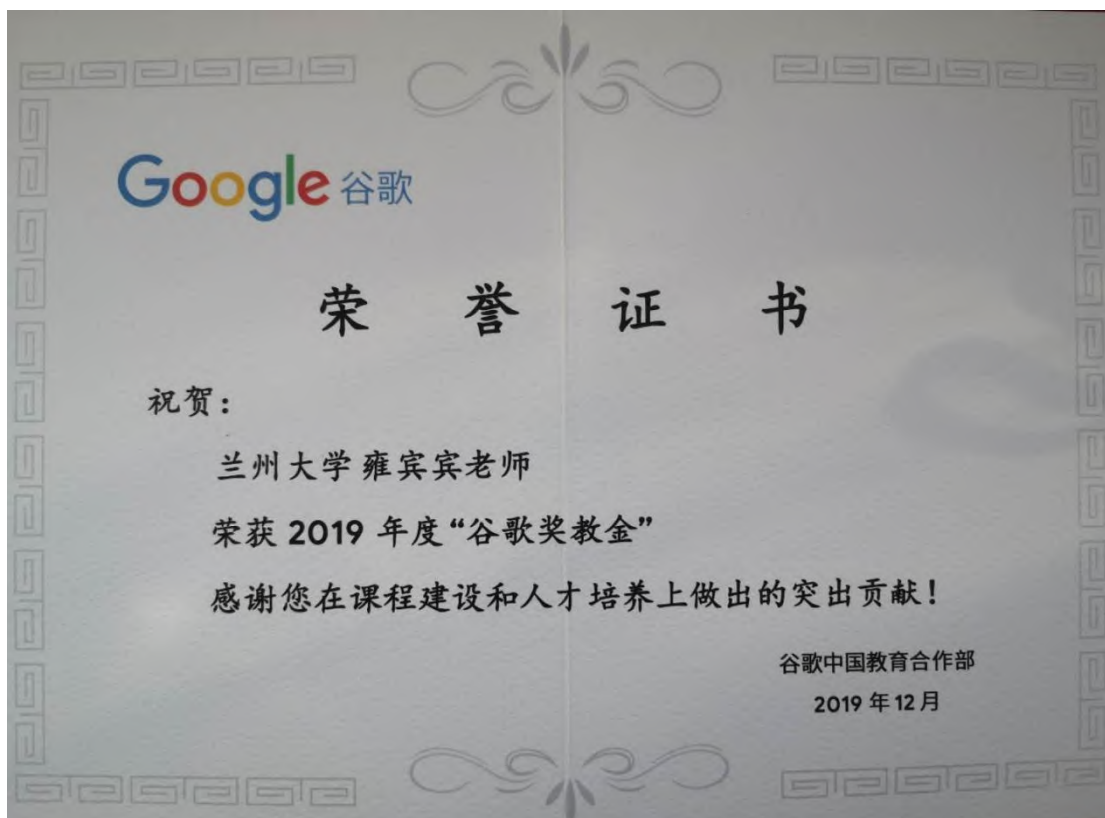 Google 谷歌
荣誉证书
祝贺：
兰州大学 雍宾宾老师
荣获 2019 年度“谷歌奖教金”
感谢您在课程建设和人才培养上做出的突出贡献！
谷歌中国教育合作部
2019 年 12 月